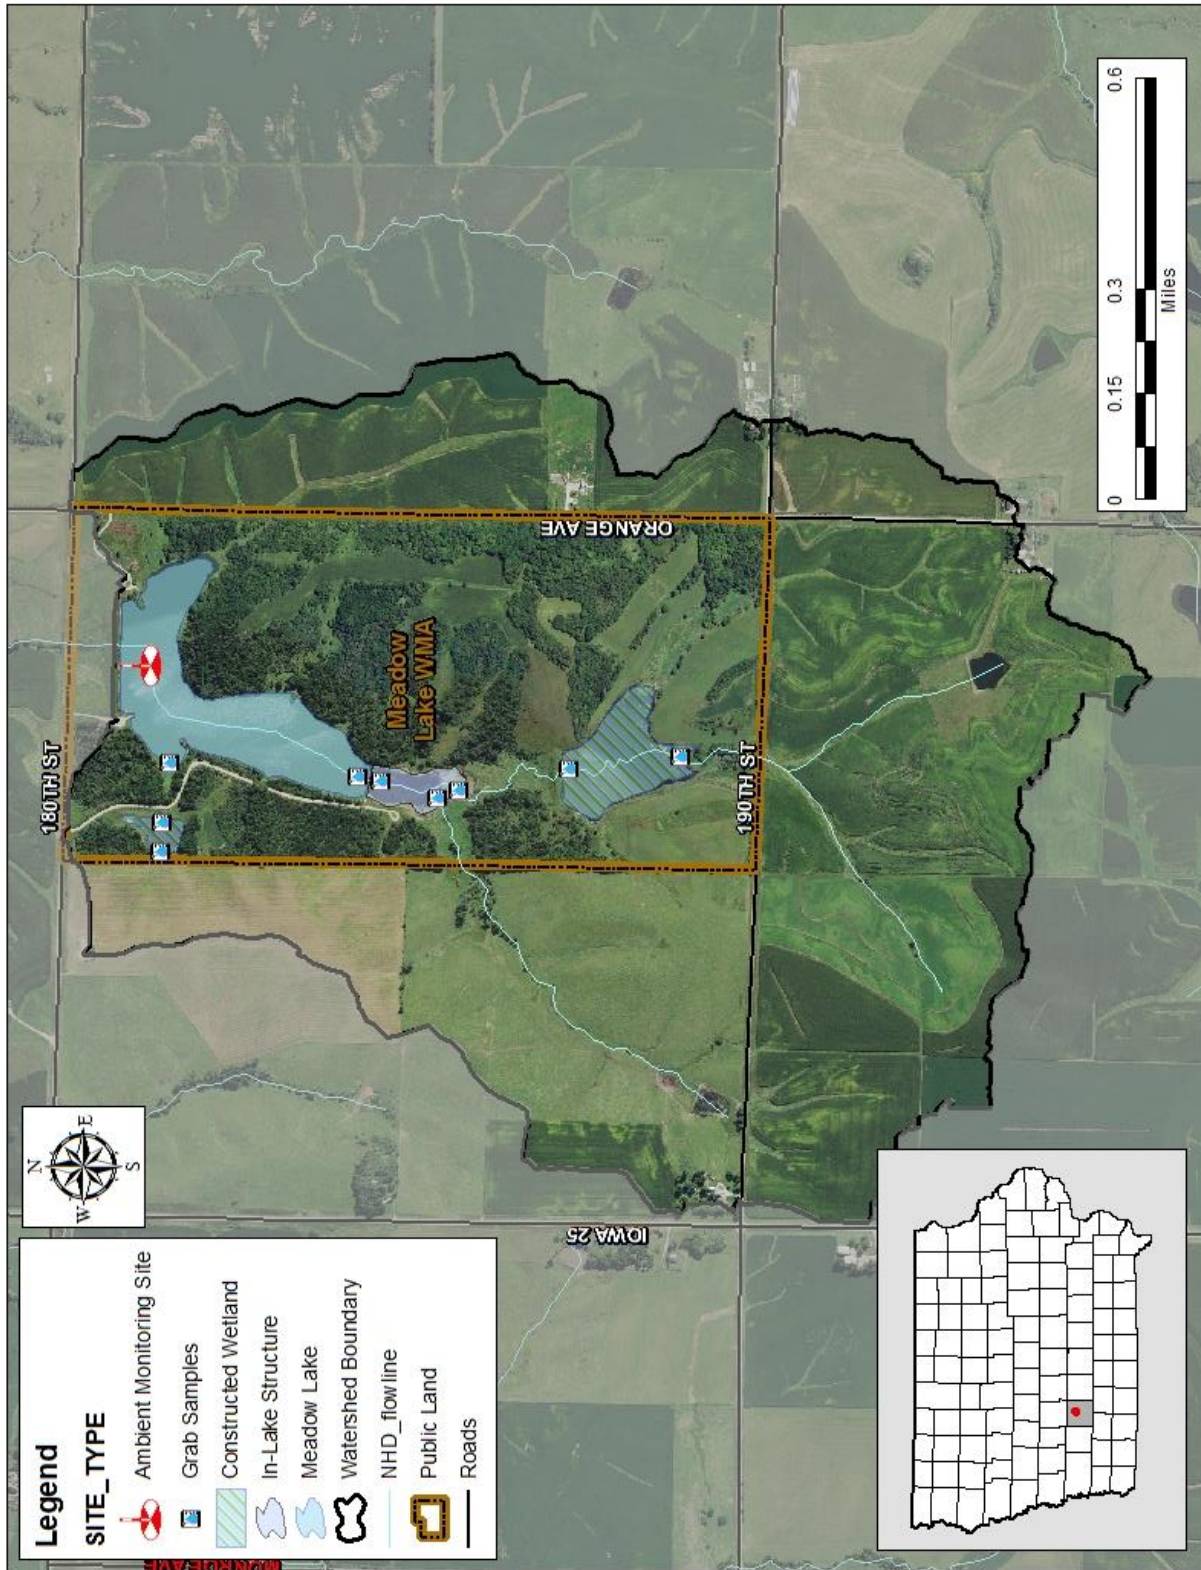 Legend
SITE_TYPE
Ambient Monitoring Site
Grab Samples
Constructed Wetland
In-Lake Structure
Meadow Lake
Watershed Boundary
NHD_flowline
Public Land
Roads
N
W
E
S
180TH ST
Meadow
Lake WMA
ORANGE AVE
190TH ST
IOWA 25
0
0.15
0.3
0.6
Miles